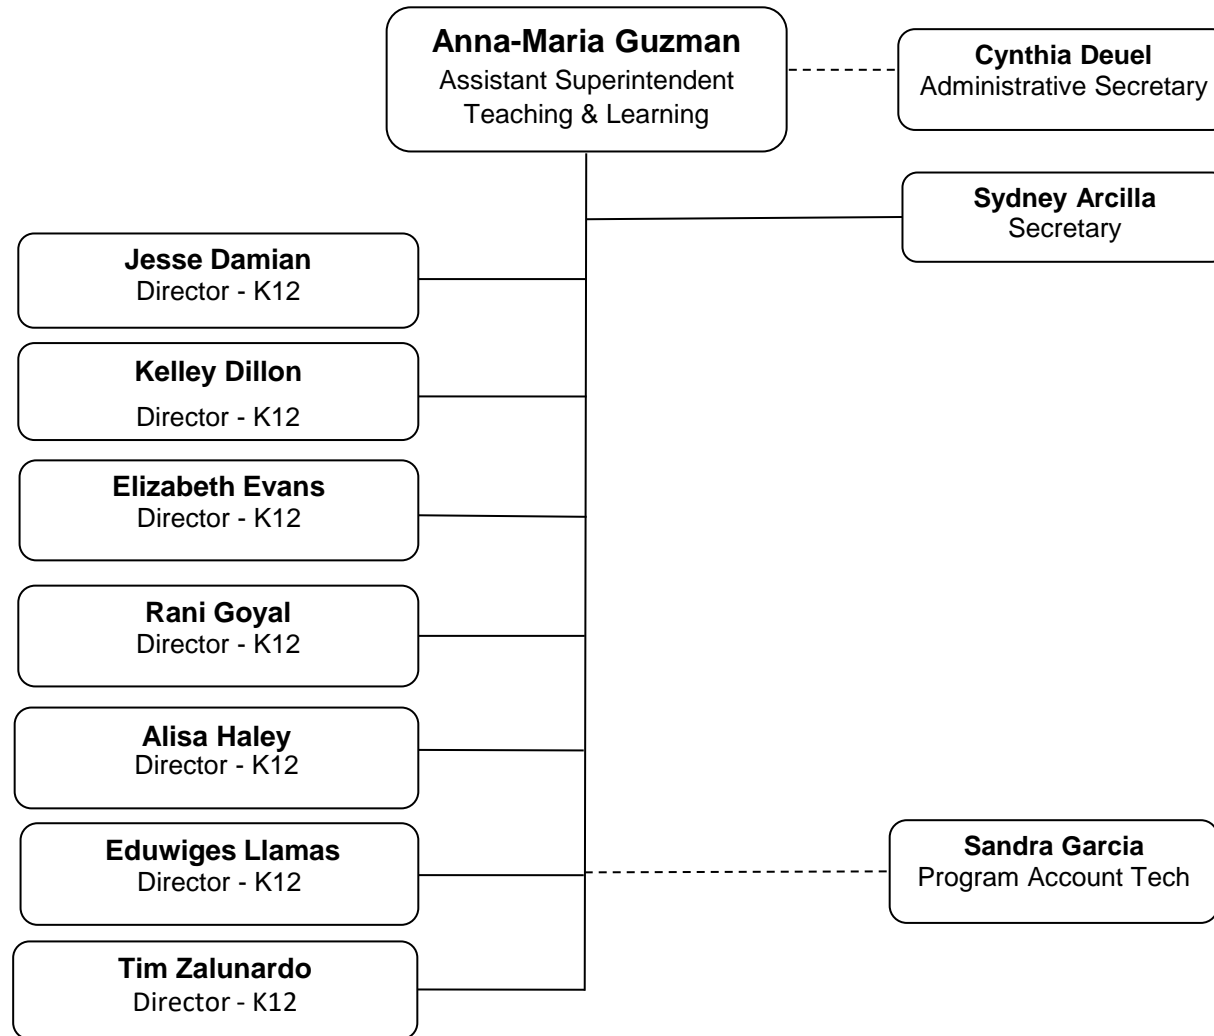 Anna-Maria Guzman
Assistant Superintendent
Teaching & Learning
Cynthia Deuel
Administrative Secretary
Sydney Arcilla
Secretary
Jesse Damian
Director - K12
Kelley Dillon
Director - K12
Elizabeth Evans
Director - K12
Rani Goyal
Director - K12
Alisa Haley
Director - K12
Eduwiges Llamas
Director - K12
Sandra Garcia
Program Account Tech
Tim Zalunardo
Director - K12